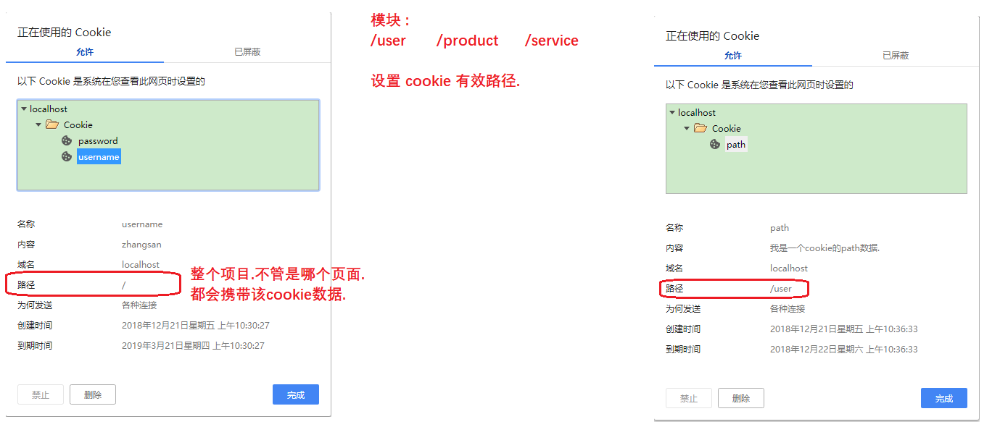 正在使用的 Cookie
允许 已屏蔽
以下 Cookie 是系统在您查看此网页时设置的
localhost
Cookie
password
username
名称 username
内容 zhangsan
域名 localhost
路径 /
为何发送 各种连接
创建时间 2018年12月21日星期五 上午10:30:27
到期时间 2019年3月21日星期四 上午10:30:27
禁止 删除 完成
整个项目.不管是哪个页面.
都会携带该cookie数据.
模块 :
/user /product /service
设置 cookie 有效路径.
正在使用的 Cookie
允许 已屏蔽
以下 Cookie 是系统在您查看此网页时设置的
localhost
Cookie
path
名称 path
内容 我是一个cookie的path数据.
域名 localhost
路径 /user
为何发送 各种连接
创建时间 2018年12月21日星期五 上午10:36:33
到期时间 2018年12月22日星期六 上午10:36:33
禁止 删除 完成